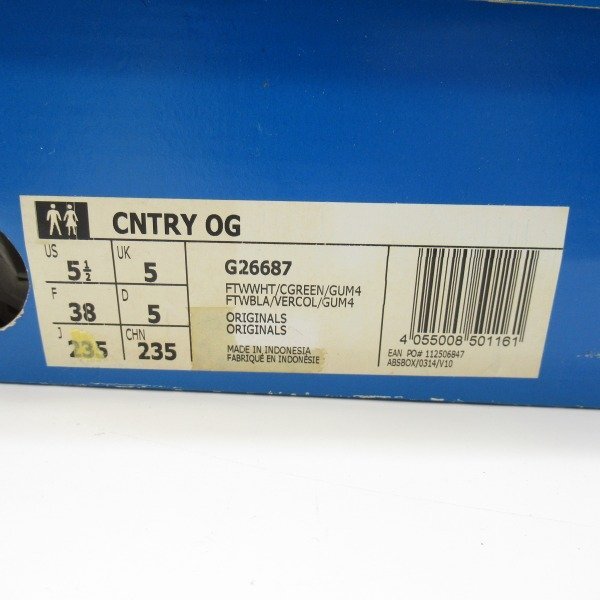 CNTRY OG
US 5½ UK 5
F 38 D 5
J 235 CHN 235
G26687
FTWWHT/CGREEN/GUM4
FTWBLA/VERCOL/GUM4
ORIGINALS
ORIGINALS
MADE IN INDONESIA
FABRIQUÉ EN INDONÉSIE
4 055008 501161
EAN PO# 112506847
ABSBOX/0314/V10